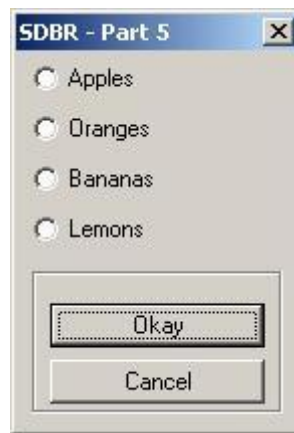 SDBR - Part 5
Apples
Oranges
Bananas
Lemons
Okay
Cancel